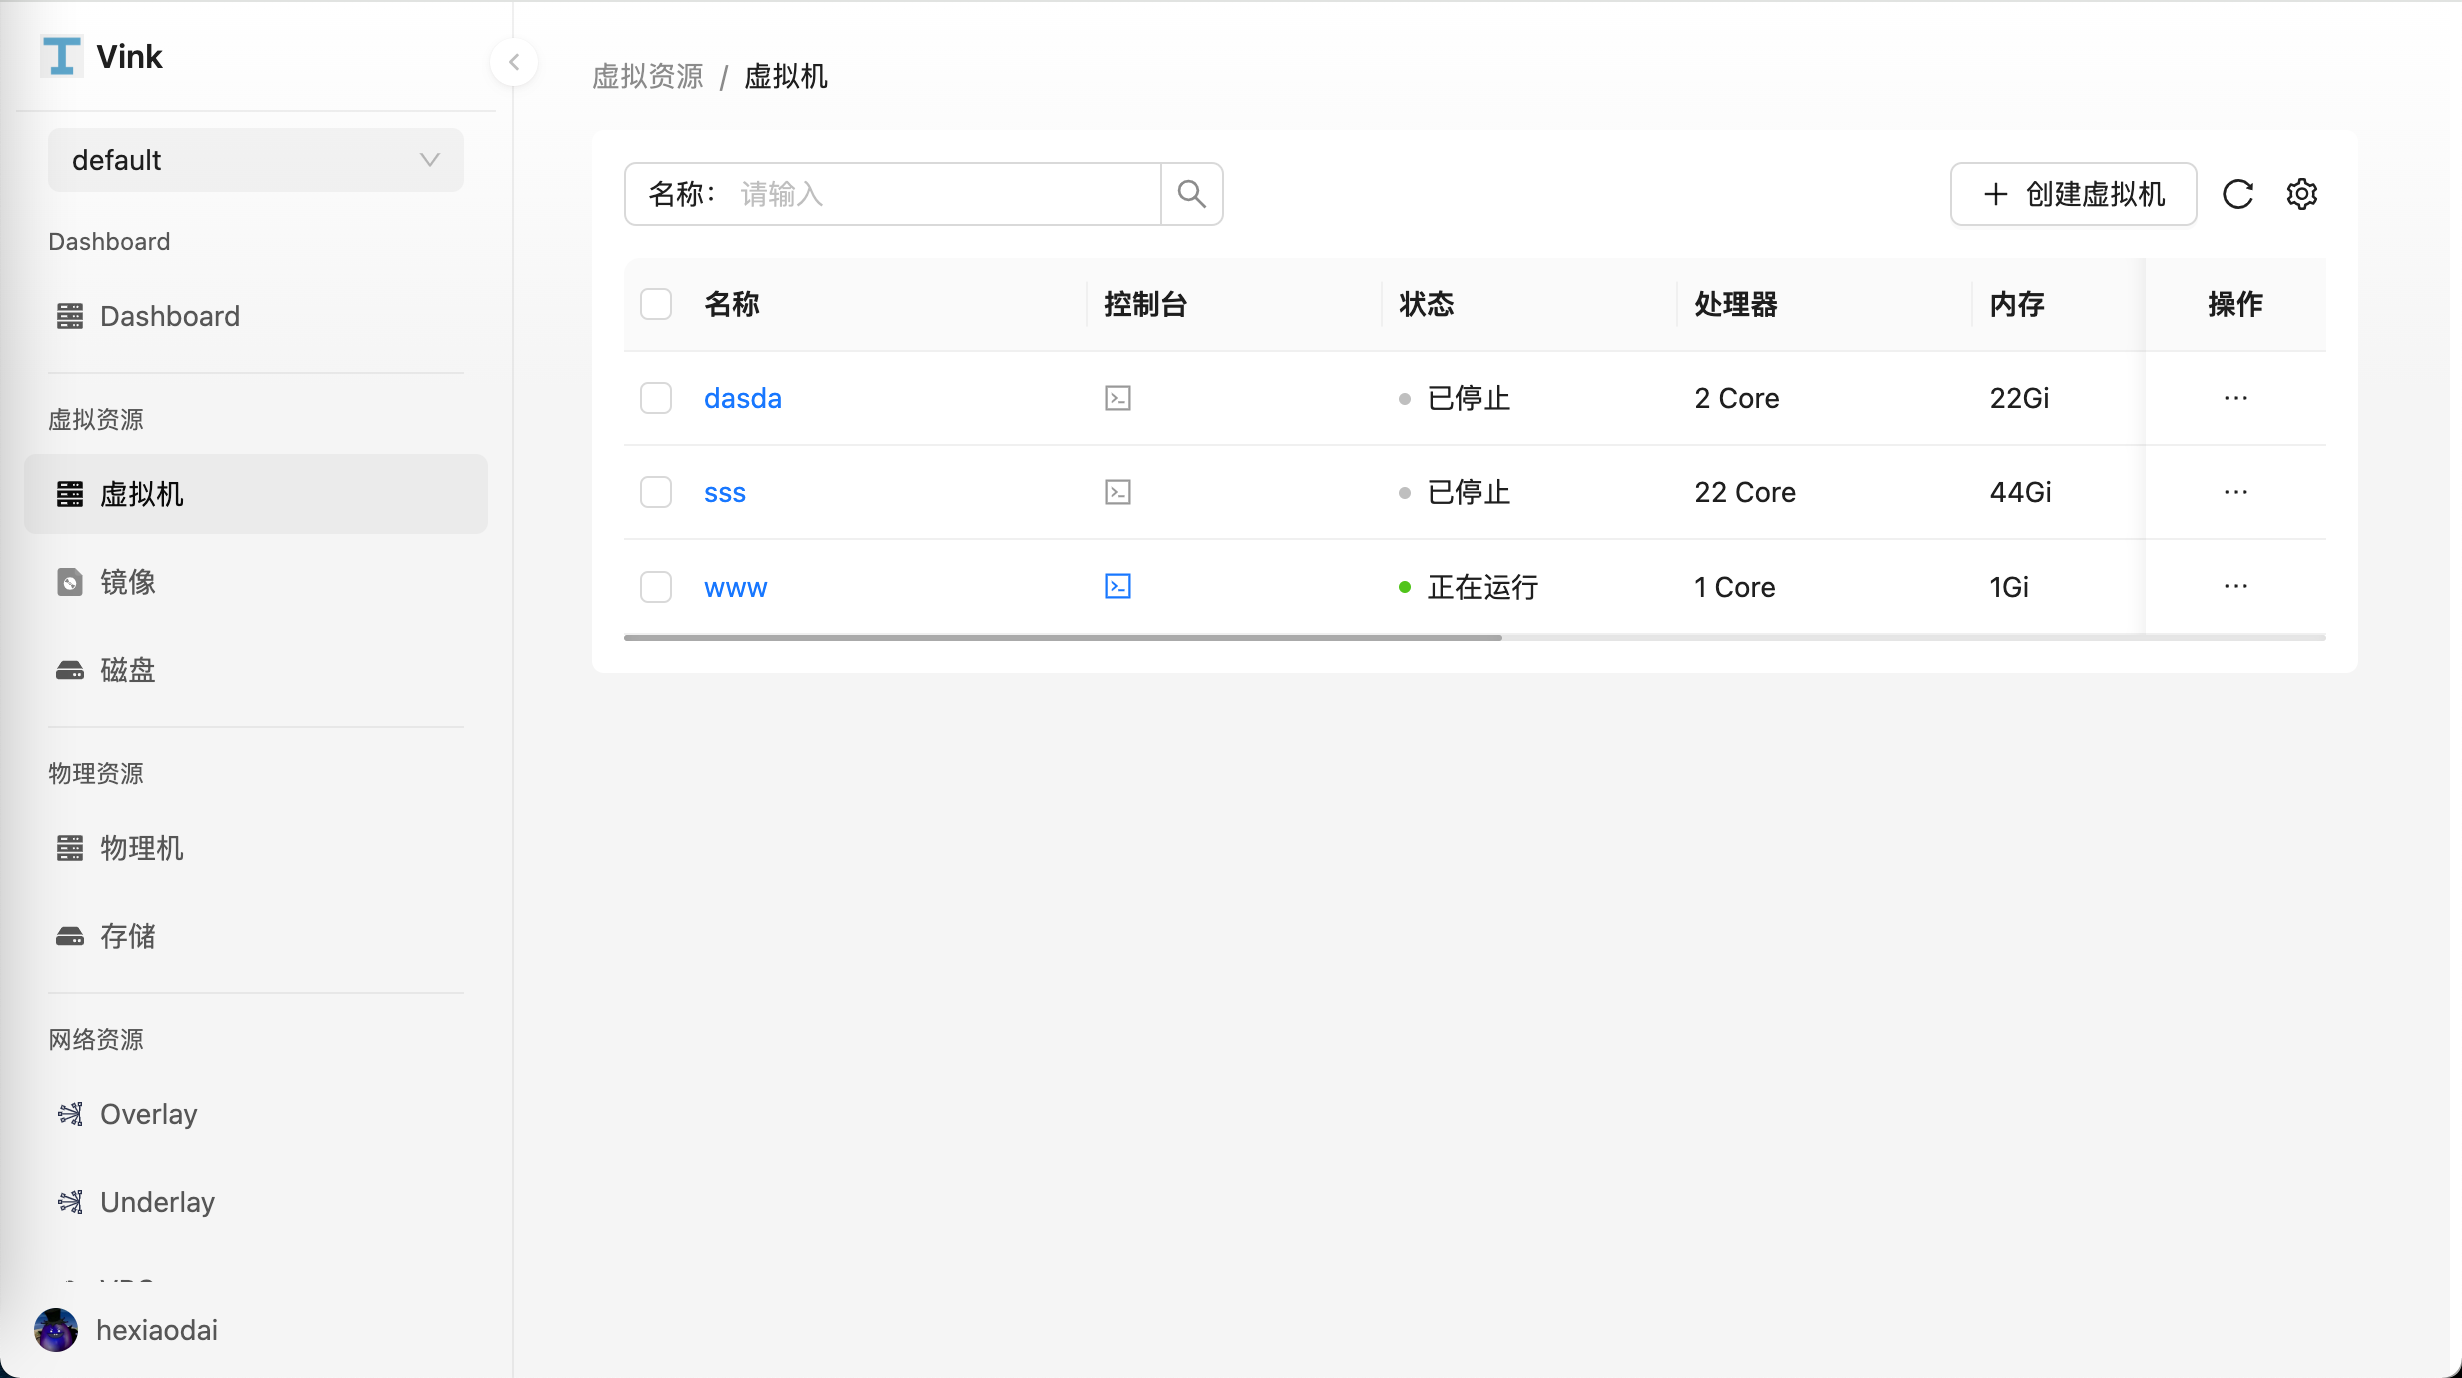 Vink
default
Dashboard
Dashboard
虚拟资源
虚拟机
镜像
磁盘
物理资源
物理机
存储
网络资源
Overlay
Underlay
hexiaodai
虚拟资源 / 虚拟机
名称： 请输入
创建虚拟机
名称 控制台 状态 处理器 内存 操作
dasda 已停止 2 Core 22Gi ···
sss 已停止 22 Core 44Gi ···
www 正在运行 1 Core 1Gi ···